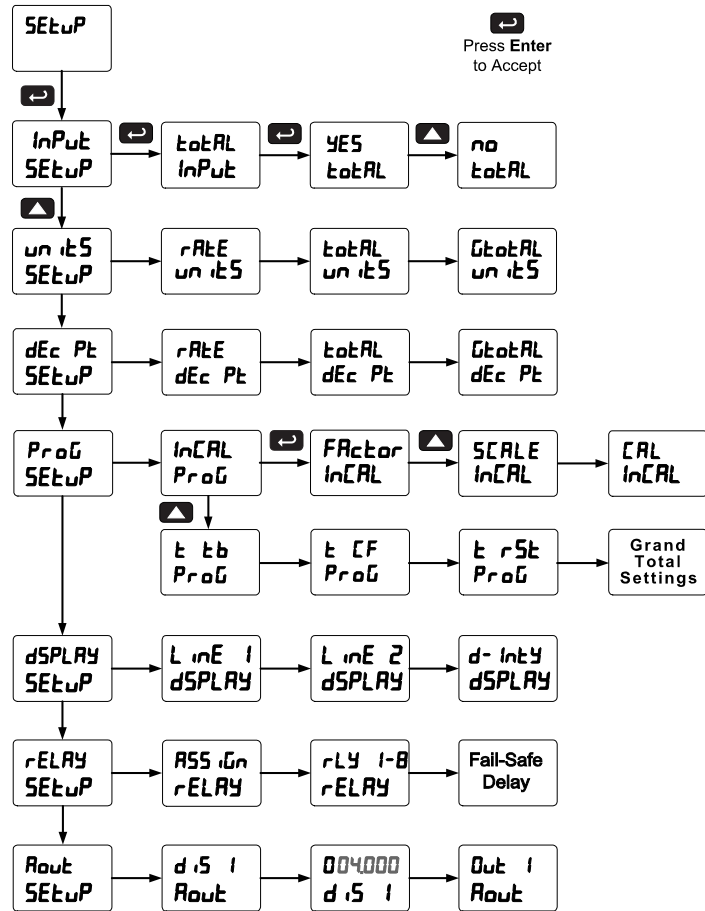 SEtuP
Press Enter
to Accept
InPut
SEtuP
totAL
InPut
YES
totAL
no
totAL
unitS
SEtuP
rAtE
unitS
totAL
unitS
GtotAL
unitS
dEc Pt
SEtuP
rAtE
dEc Pt
totAL
dEc Pt
GtotAL
dEc Pt
ProG
SEtuP
InCAL
ProG
FActor
InCAL
SCALE
InCAL
CAL
InCAL
t tb
ProG
t CF
ProG
t rSt
ProG
Grand
Total
Settings
dSPLAY
SEtuP
LinE 1
dSPLAY
LinE 2
dSPLAY
d-IntY
dSPLAY
rELAY
SEtuP
ASSiGn
rELAY
rLY 1-8
rELAY
Fail-Safe
Delay
Aout
SEtuP
diS 1
Aout
004.000
diS 1
Out 1
Aout